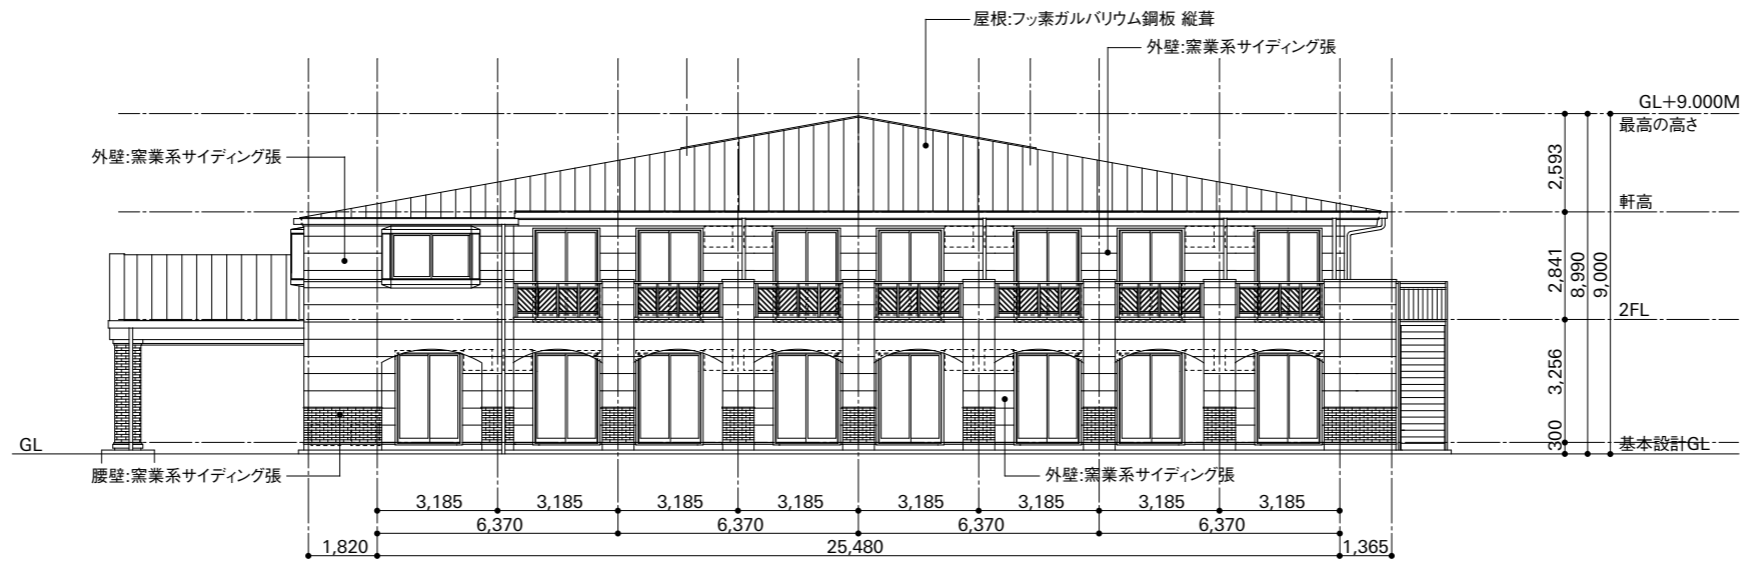 屋根:フッ素ガルバリウム鋼板 縦葺
外壁:窯業系サイディング張
GL+9.000M
最高の高さ
外壁:窯業系サイディング張
2,593
軒高
2,841
8,990
9,000
2FL
3,256
300
GL
基本設計GL
腰壁:窯業系サイディング張
外壁:窯業系サイディング張
3,185 3,185 3,185 3,185 3,185 3,185 3,185 3,185
6,370 6,370 6,370 6,370
1,820 25,480 1,365